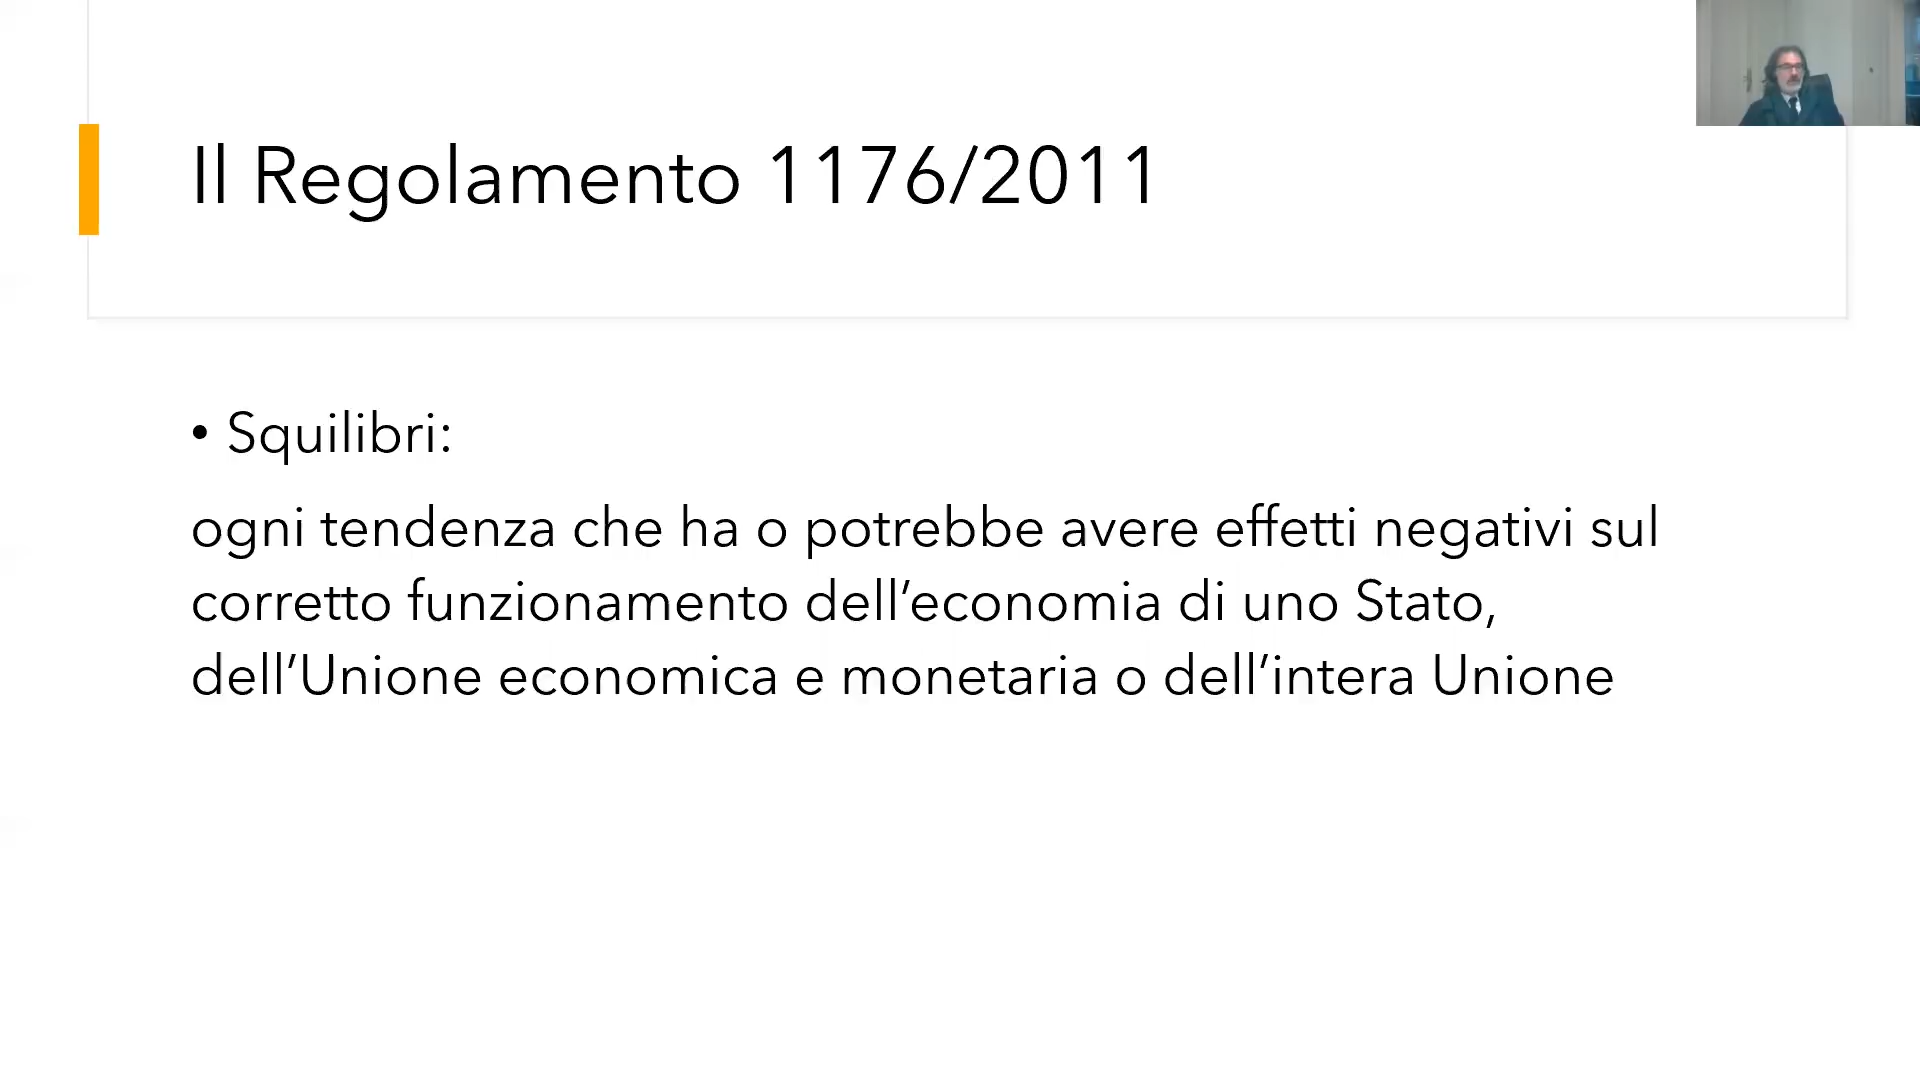 Il Regolamento 1176/2011
• Squilibri:
ogni tendenza che ha o potrebbe avere effetti negativi sul
corretto funzionamento dell’economia di uno Stato,
dell’Unione economica e monetaria o dell’intera Unione